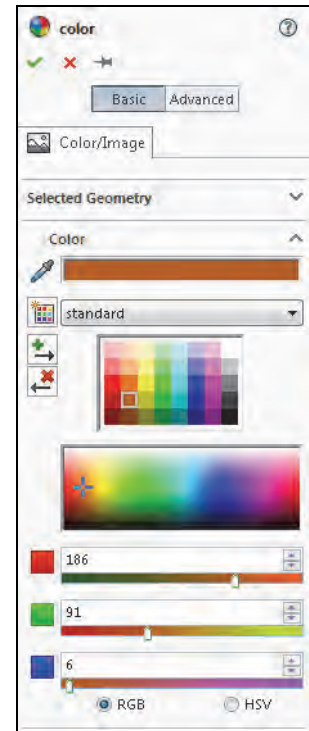 color
Basic Advanced
Color/Image
Selected Geometry
Color
standard
186
91
6
RGB HSV